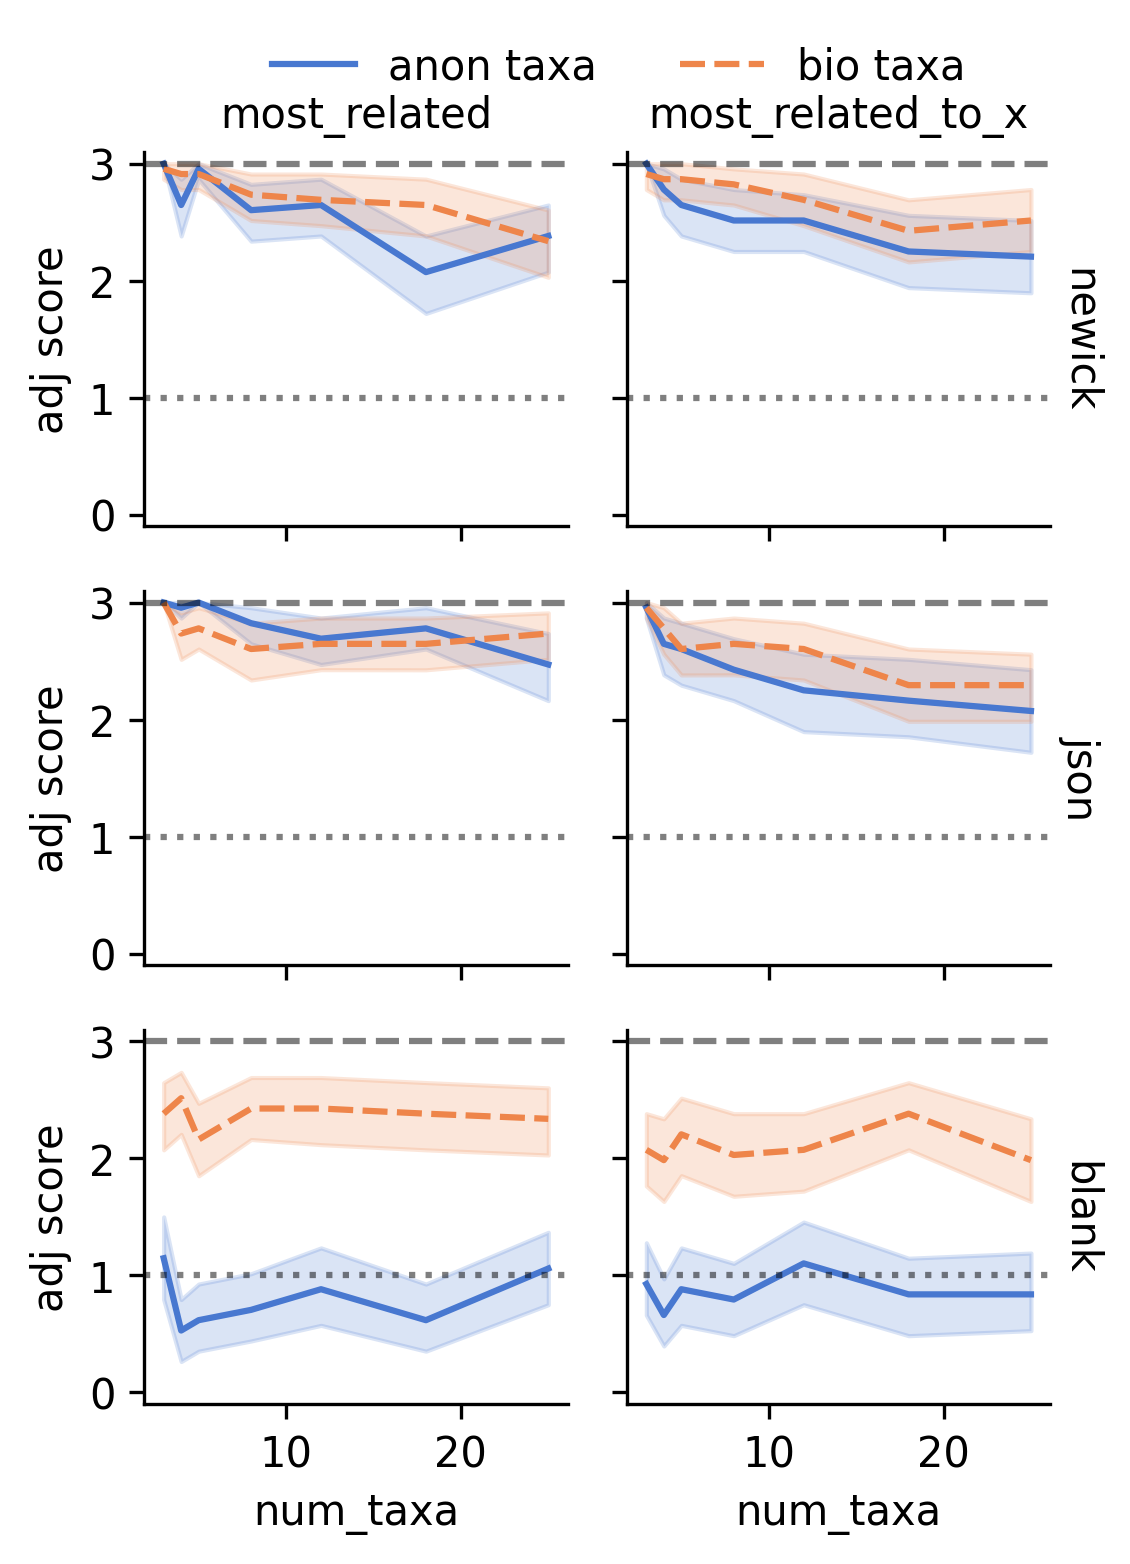 anon taxa bio taxa
most_related most_related_to_x
3
2
1
0
adj score
newick
3
2
1
0
adj score
json
3
2
1
0
adj score
blank
10 20 10 20
num_taxa num_taxa